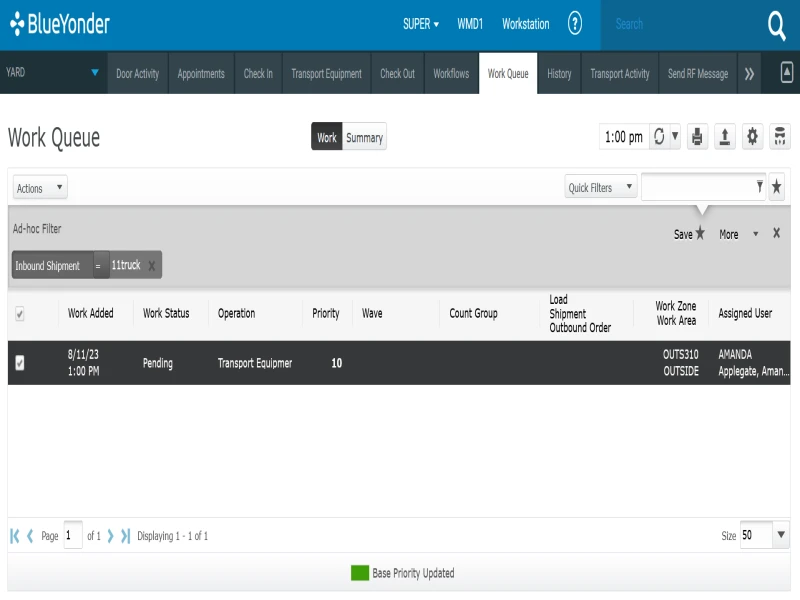 BlueYonder
SUPER
WMD1
Workstation
?
Search
YARD
Door Activity
Appointments
Check In
Transport Equipment
Check Out
Workflows
Work Queue
History
Transport Activity
Send RF Message
Work Queue
Work
Summary
1:00 pm
Actions
Quick Filters
Ad-hoc Filter
Save
More
Inbound Shipment = 11truck
Work Added
Work Status
Operation
Priority
Wave
Count Group
Load
Shipment
Outbound Order
Work Zone
Work Area
Assigned User
8/11/23
1:00 PM
Pending
Transport Equipmer
10
OUTS310
OUTSIDE
AMANDA
Applegate, Aman...
Page 1 of 1
Displaying 1 - 1 of 1
Size 50
Base Priority Updated